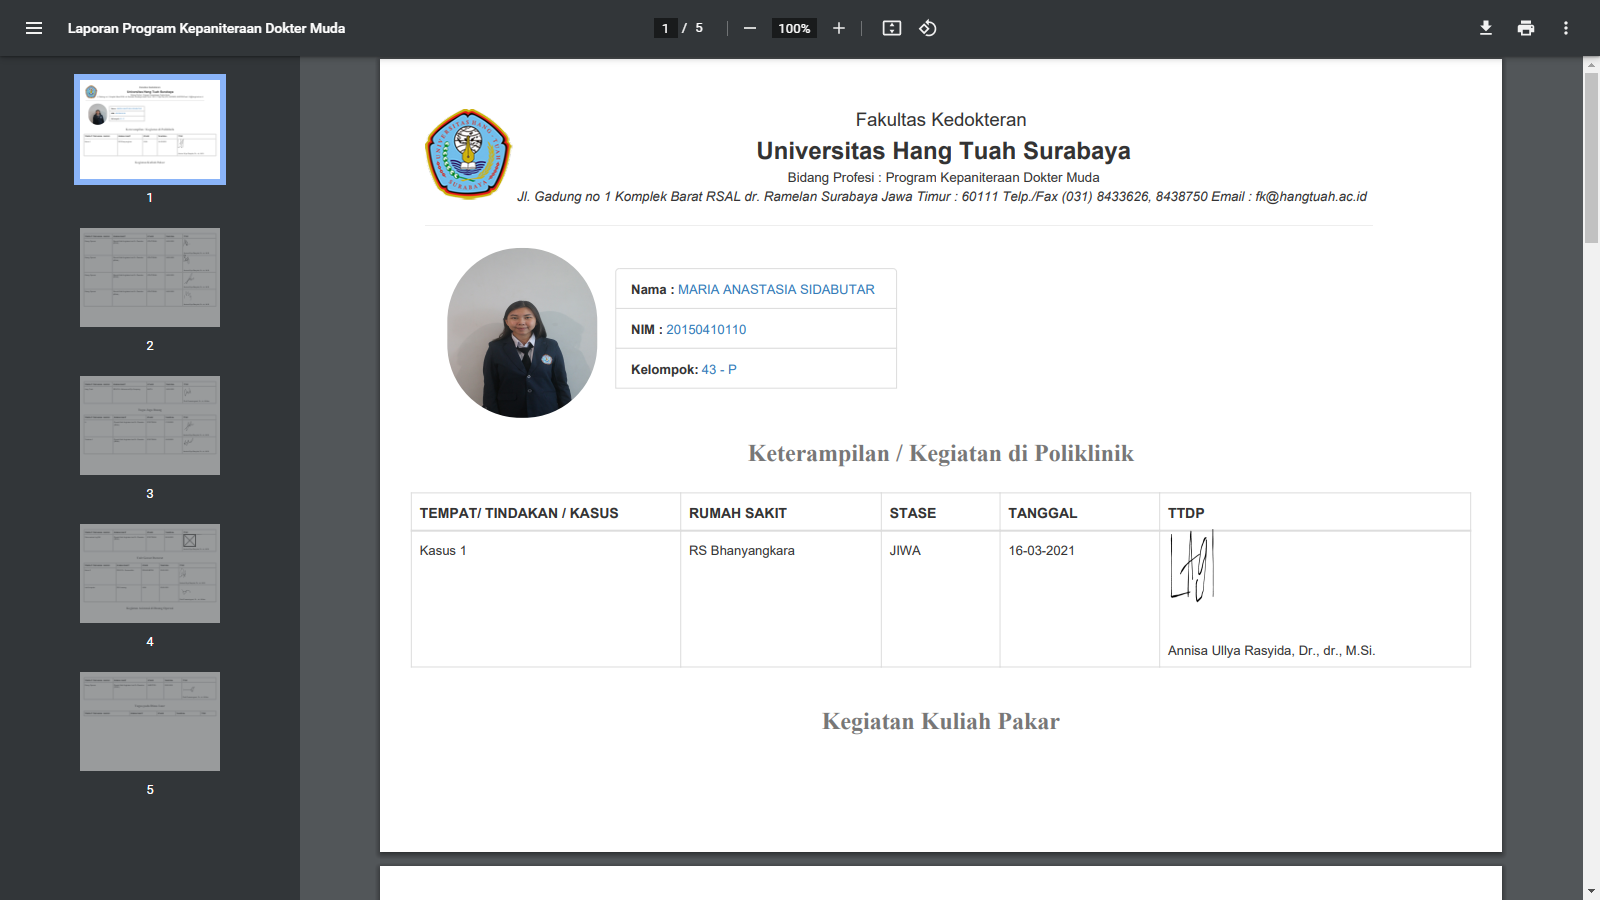 Laporan Program Kepaniteraan Dokter Muda
1 / 5
100%
1
2
3
4
5
UNIVERSITAS HANG TUAH
SURABAYA
Fakultas Kedokteran
Universitas Hang Tuah Surabaya
Bidang Profesi : Program Kepaniteraan Dokter Muda
Jl. Gadung no 1 Komplek Barat RSAL dr. Ramelan Surabaya Jawa Timur : 60111 Telp./Fax (031) 8433626, 8438750 Email : fk@hangtuah.ac.id
Nama : MARIA ANASTASIA SIDABUTAR
NIM : 20150410110
Kelompok: 43 - P
Keterampilan / Kegiatan di Poliklinik
TEMPAT/ TINDAKAN / KASUS RUMAH SAKIT STASE TANGGAL TTDP
Kasus 1 RS Bhanyangkara JIWA 16-03-2021
Annisa Ullya Rasyida, Dr., dr., M.Si.
Kegiatan Kuliah Pakar